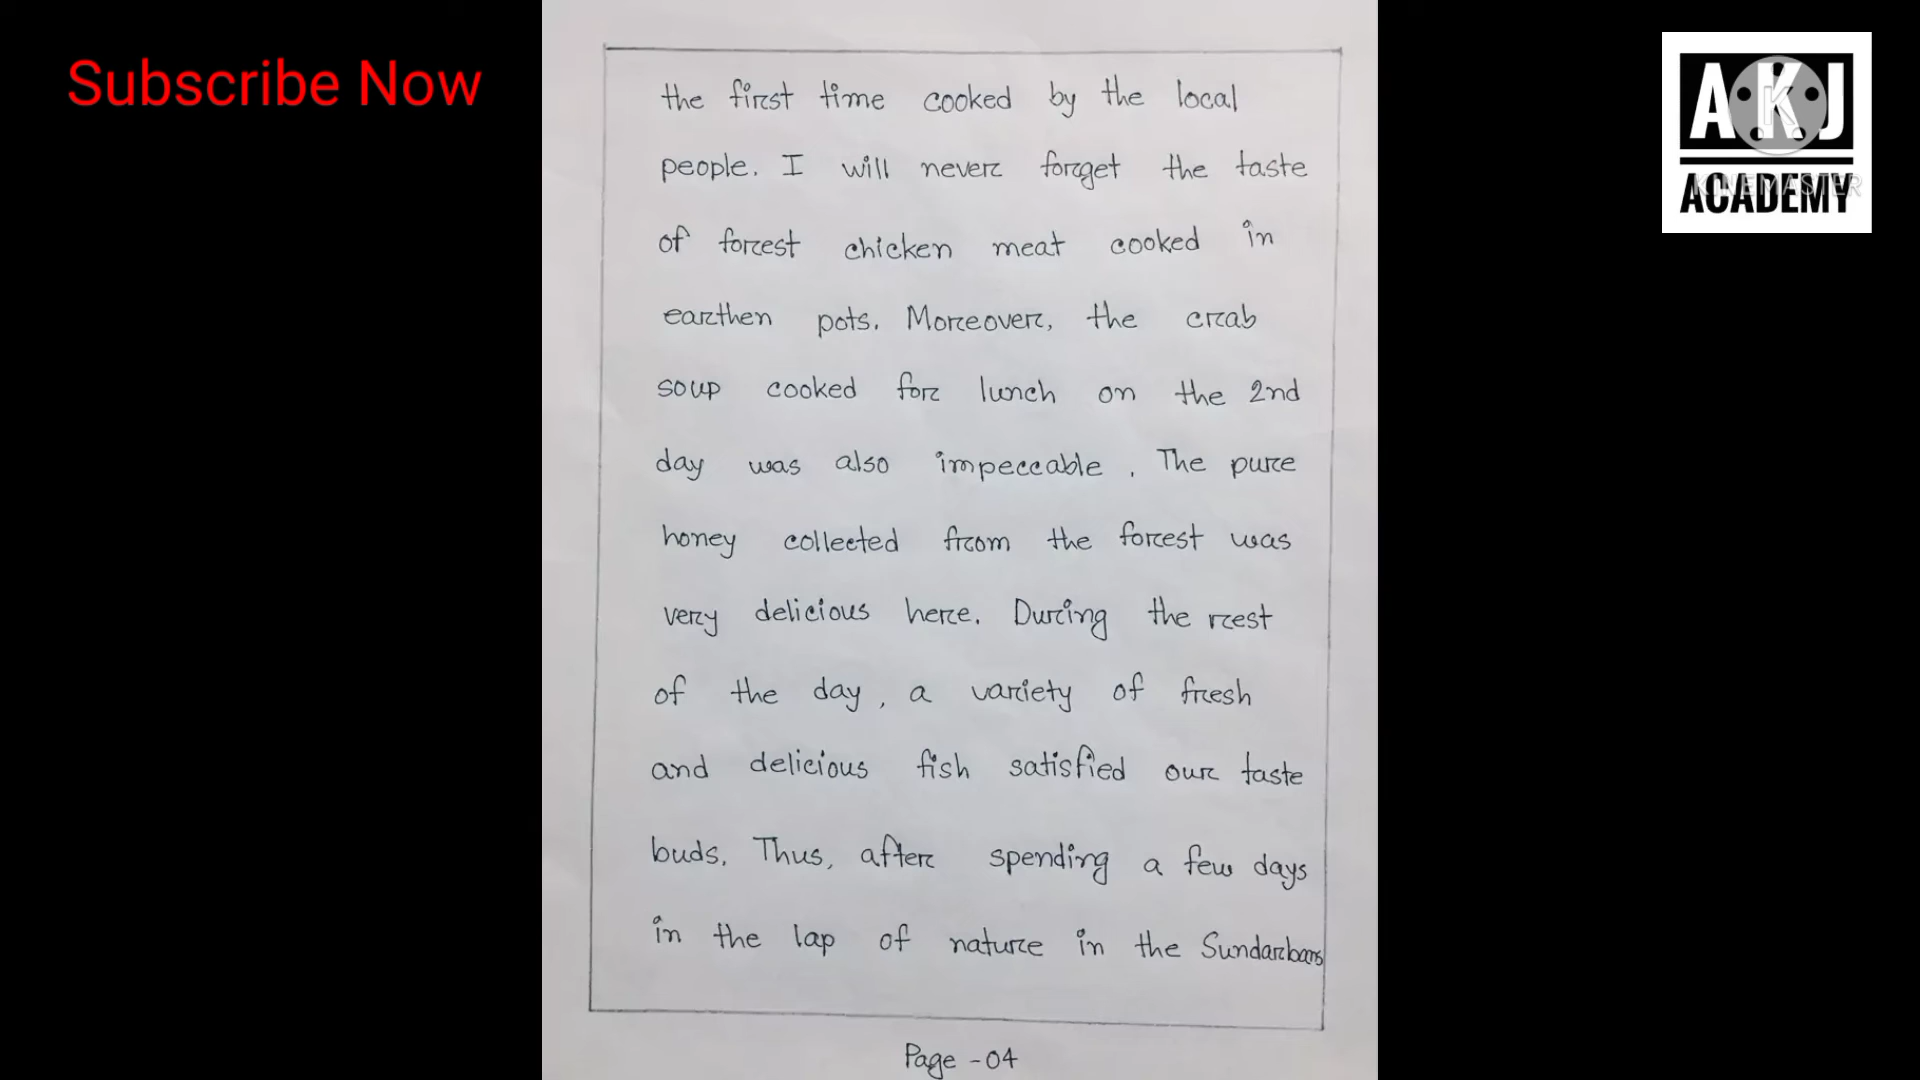 Subscribe Now
AKJ
ACADEMY
KINEMASTER
the first time cooked by the local
people. I will never forget the taste
of forest chicken meat cooked in
earthen pots. Moreover, the crab
soup cooked for lunch on the 2nd
day was also impeccable. The pure
honey collected from the forest was
very delicious here. During the rest
of the day, a variety of fresh
and delicious fish satisfied our taste
buds. Thus, after spending a few days
in the lap of nature in the Sundarbans
Page -04